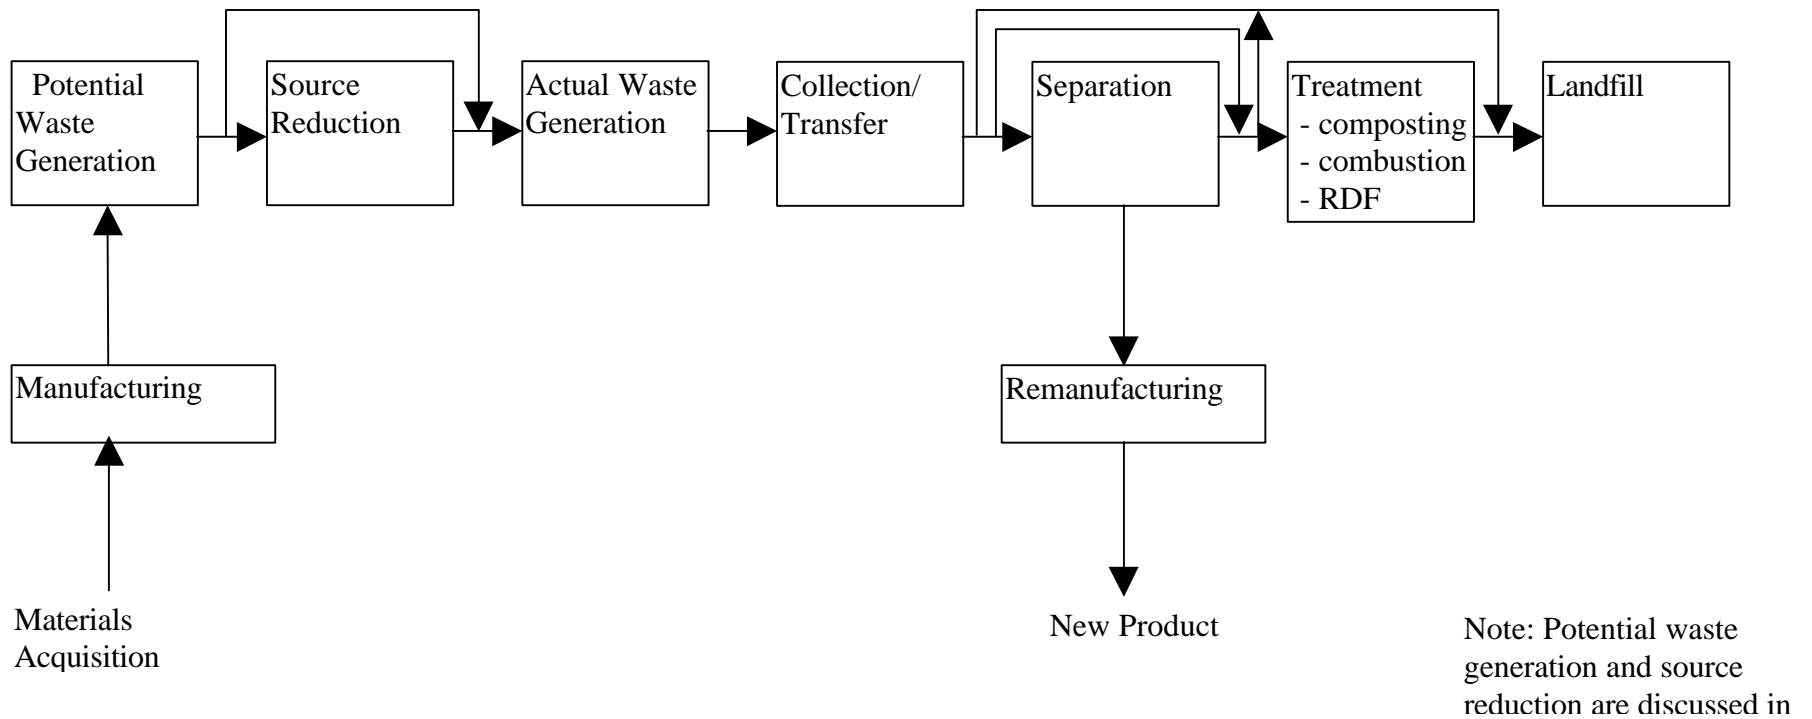 Potential
Waste
Generation
Source
Reduction
Actual Waste
Generation
Collection/
Transfer
Separation
Treatment
- composting
- combustion
- RDF
Landfill
Manufacturing
Remanufacturing
Materials
Acquisition
New Product
Note: Potential waste
generation and source
reduction are discussed in